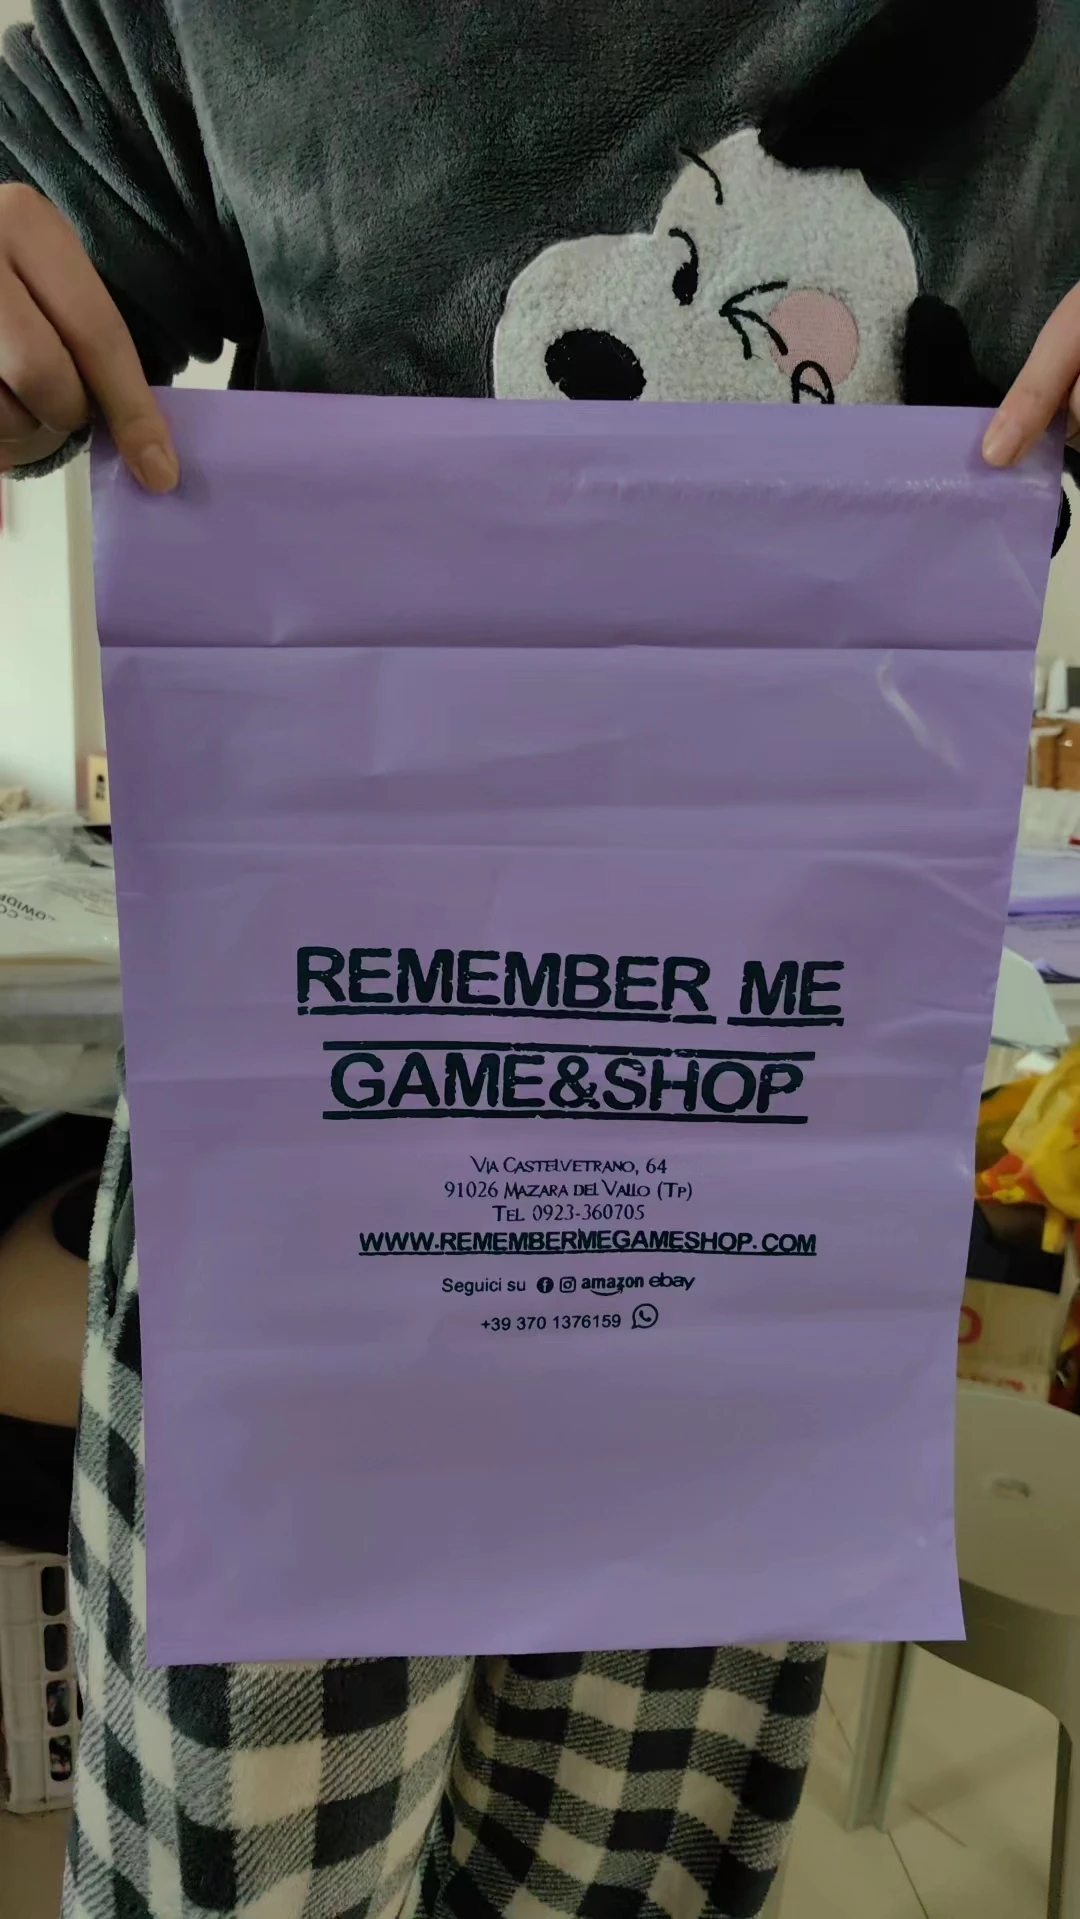 REMEMBER ME
GAME&SHOP
VIA CASTELVETRANO, 64
91026 MAZARA DEL VALLO (TP)
TEL 0923-360705
WWW.REMEMBERMEGAMESHOP.COM
Seguici su amazon ebay
+39 370 1376159